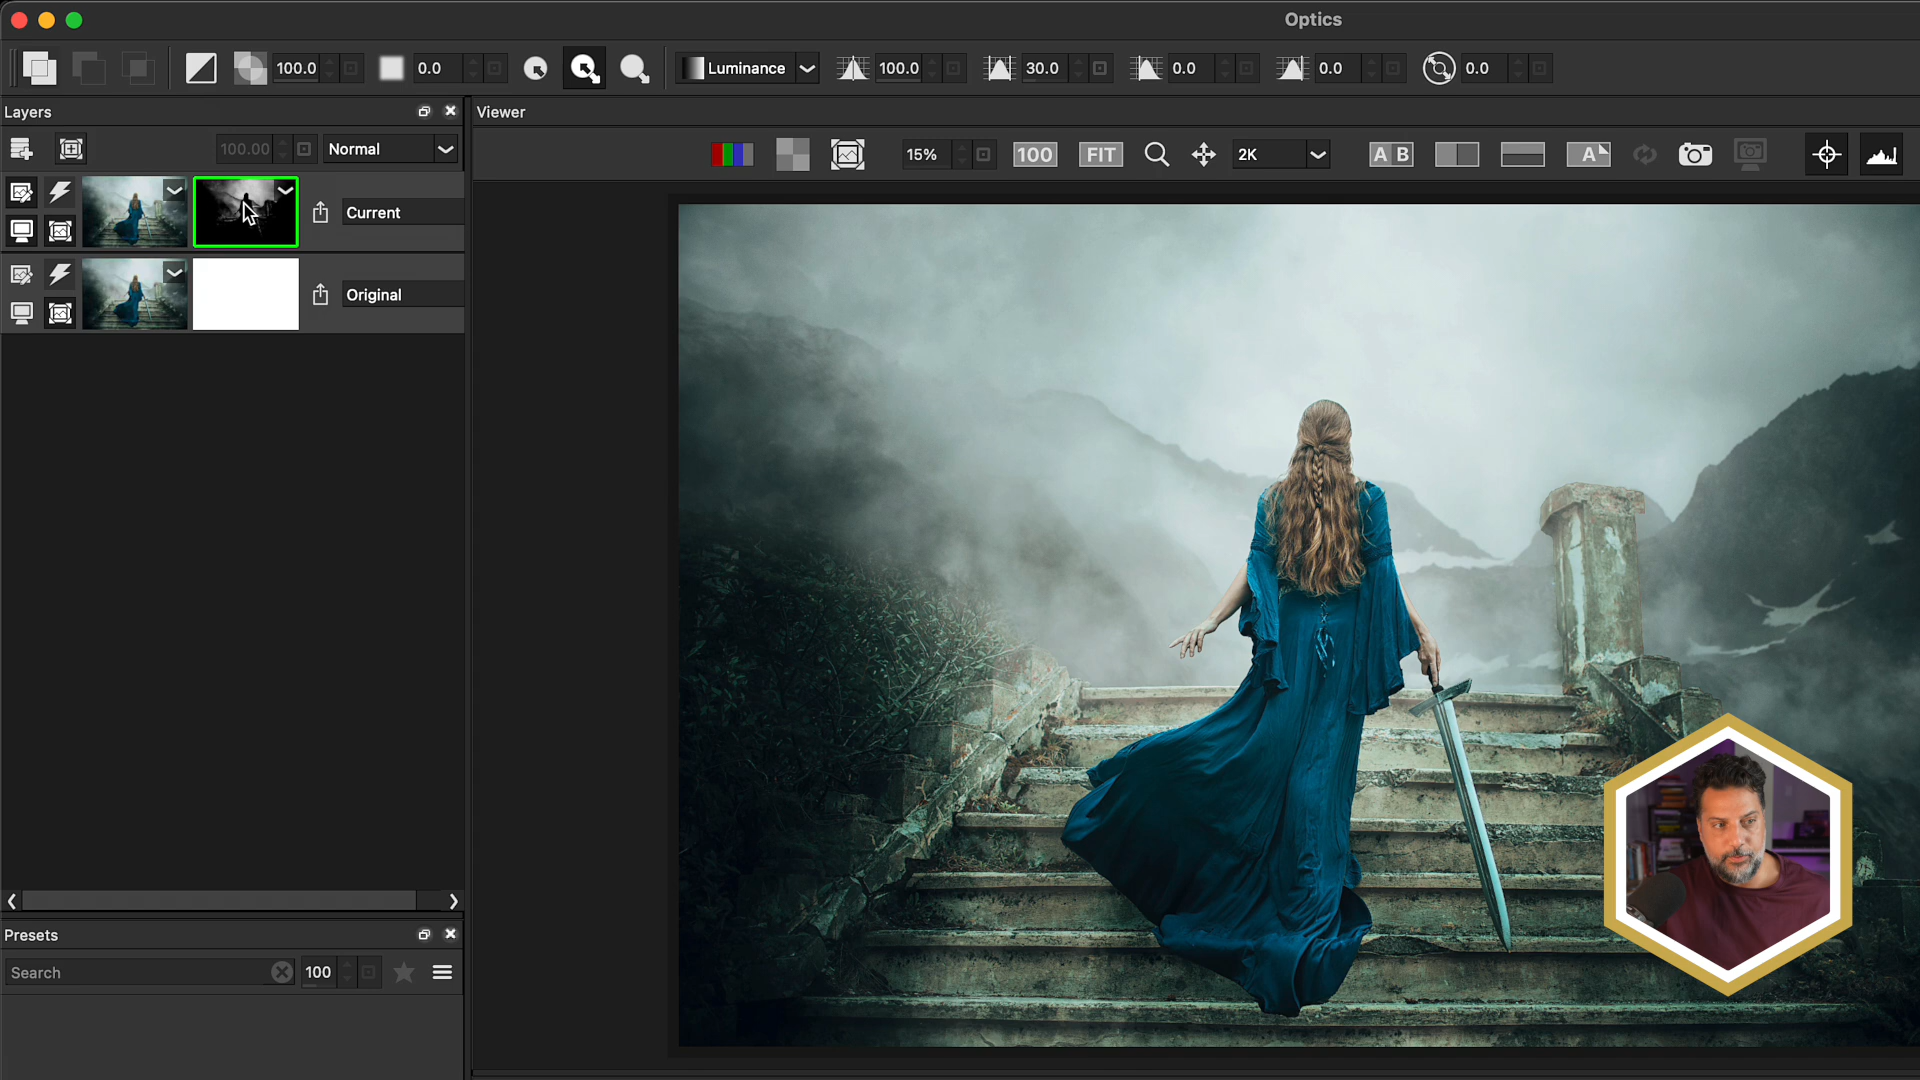 Optics
100.0
0.0
Luminance
100.0
30.0
0.0
0.0
0.0
Layers
Viewer
100.00
Normal
15%
100
FIT
2K
A B
A
Current
Original
Presets
Search
100